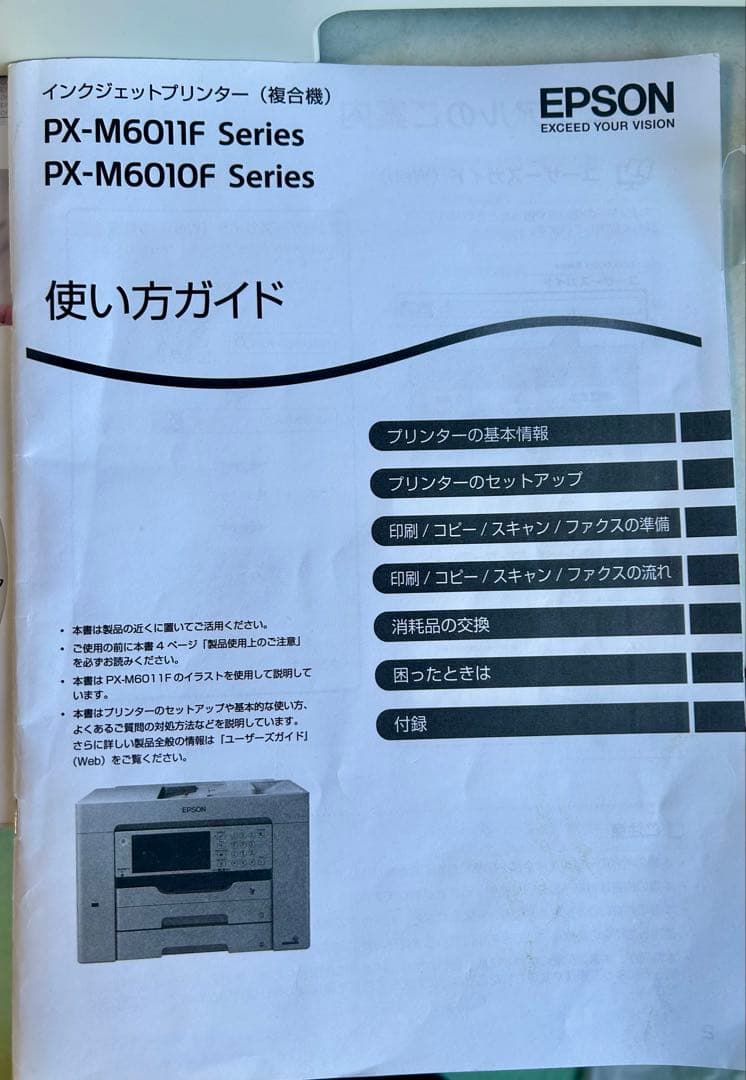 インクジェットプリンター（複合機）
PX-M6011F Series
PX-M6010F Series
EPSON
EXCEED YOUR VISION
使い方ガイド
プリンターの基本情報
プリンターのセットアップ
印刷 / コピー / スキャン / ファクスの準備
印刷 / コピー / スキャン / ファクスの流れ
消耗品の交換
困ったときは
付録
• 本書は製品の近くに置いてご活用ください。
• ご使用の前に本書 4 ページ「製品使用上のご注意」
を必ずお読みください。
• 本書は PX-M6011F のイラストを使用して説明して
います。
• 本書はプリンターのセットアップや基本的な使い方、
よくあるご質問の対処方法などを説明しています。
さらに詳しい製品全般の情報は「ユーザーズガイド」
（Web）をご覧ください。
EPSON